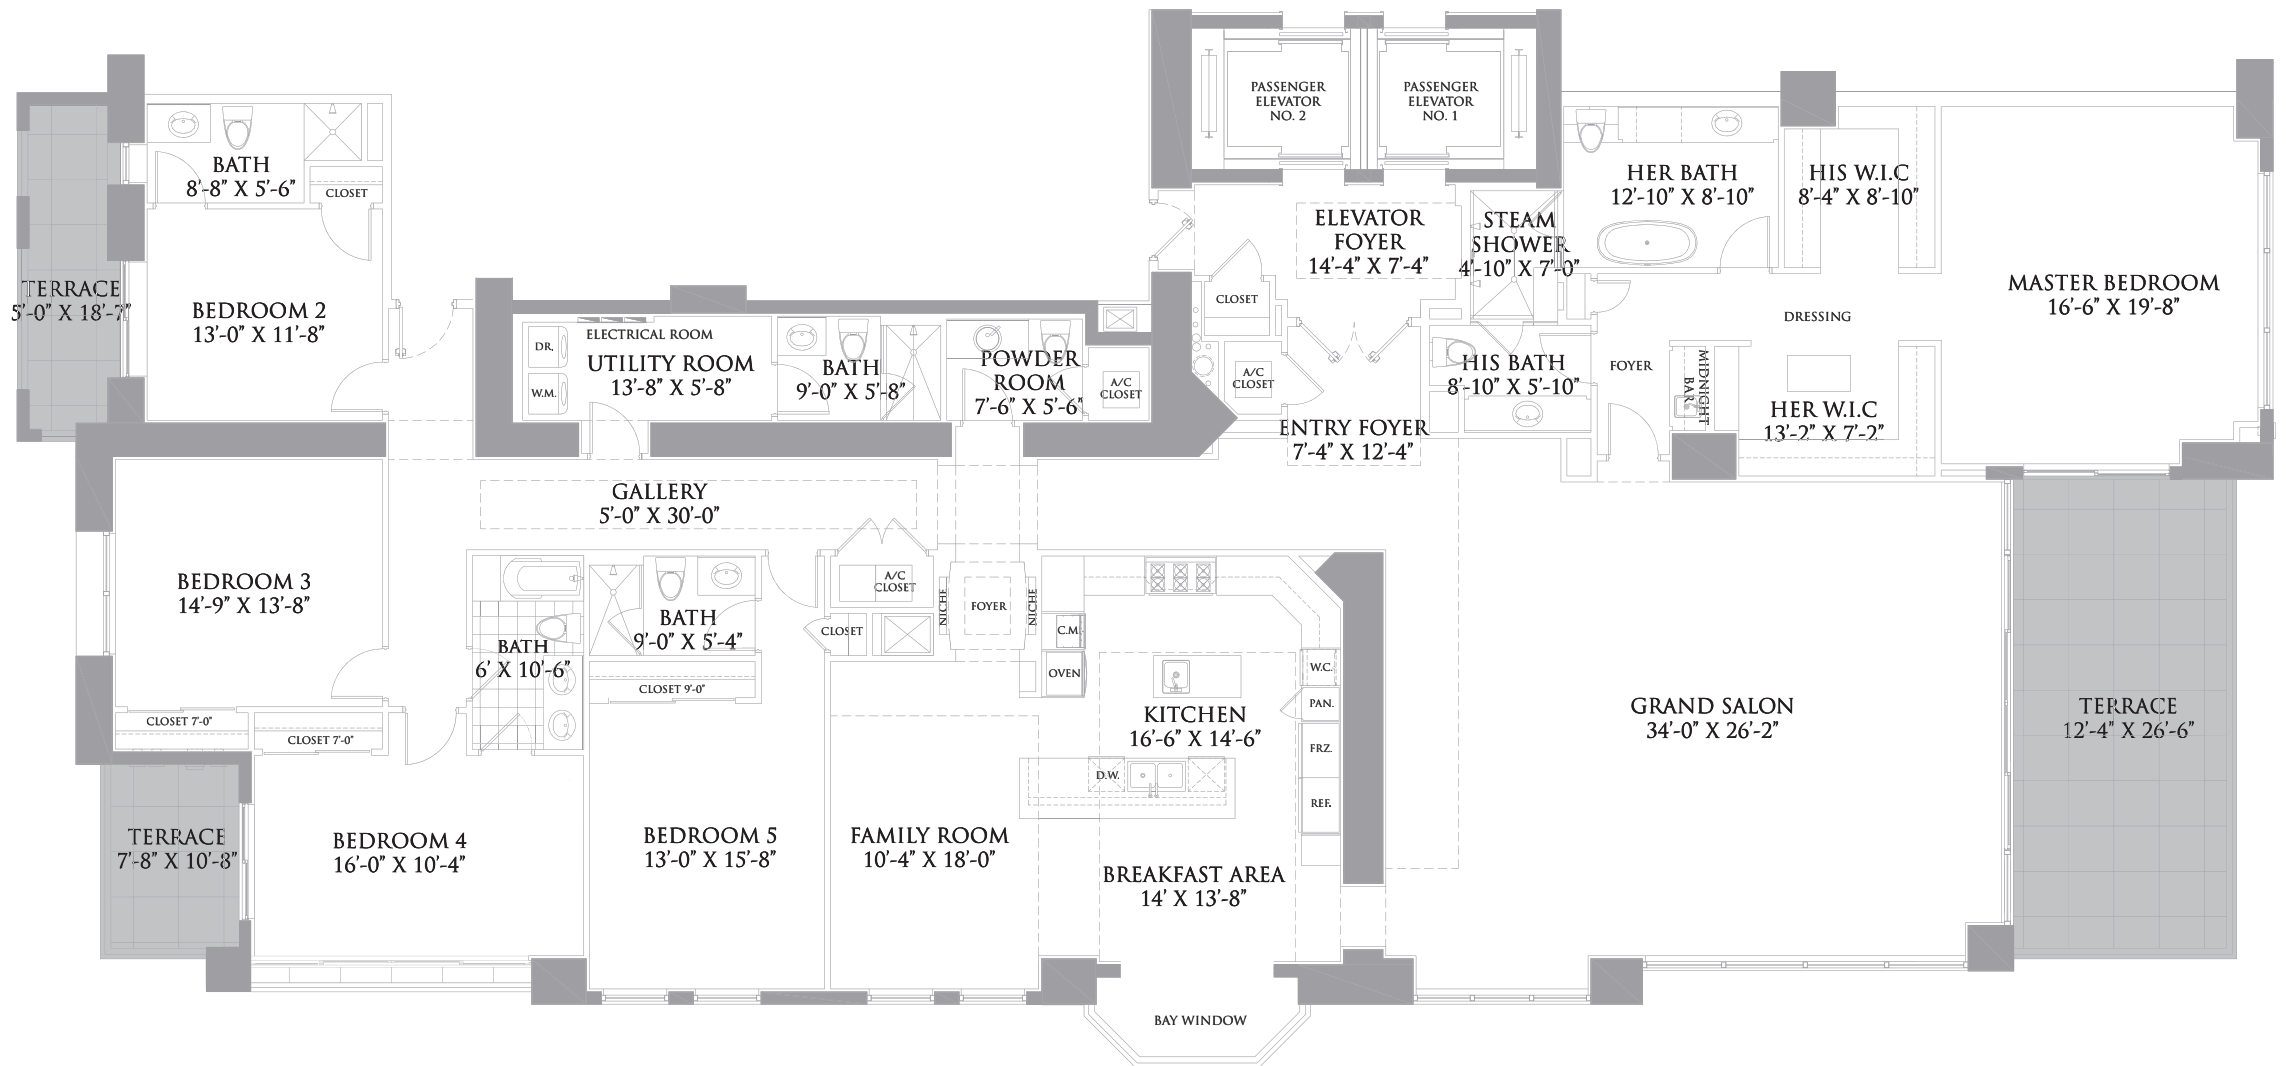 PASSENGER
ELEVATOR
NO. 2
PASSENGER
ELEVATOR
NO. 1
BATH
8'-8" X 5'-6"
CLOSET
HER BATH
12'-10" X 8'-10"
HIS W.I.C
8'-4" X 8'-10"
ELEVATOR
FOYER
14'-4" X 7'-4"
STEAM
SHOWER
4'-10" X 7'-0"
TERRACE
5'-0" X 18'-7"
BEDROOM 2
13'-0" X 11'-8"
CLOSET
MASTER BEDROOM
16'-6" X 19'-8"
DRESSING
ELECTRICAL ROOM
DR.
W.M.
UTILITY ROOM
13'-8" X 5'-8"
BATH
9'-0" X 5'-8"
POWDER
ROOM
7'-6" X 5'-6"
A/C
CLOSET
A/C
CLOSET
HIS BATH
8'-10" X 5'-10"
FOYER
MIDNIGHT
BAR
HER W.I.C
13'-2" X 7'-2"
ENTRY FOYER
7'-4" X 12'-4"
GALLERY
5'-0" X 30'-0"
BEDROOM 3
14'-9" X 13'-8"
A/C
CLOSET
NICHE
FOYER
NICHE
BATH
6' X 10'-6"
BATH
9'-0" X 5'-4"
CLOSET
C.M.
OVEN
W.C.
PAN.
FRZ.
REF.
CLOSET 9'-0"
CLOSET 7'-0"
CLOSET 7'-0"
KITCHEN
16'-6" X 14'-6"
D.W.
GRAND SALON
34'-0" X 26'-2"
TERRACE
12'-4" X 26'-6"
TERRACE
7'-8" X 10'-8"
BEDROOM 4
16'-0" X 10'-4"
BEDROOM 5
13'-0" X 15'-8"
FAMILY ROOM
10'-4" X 18'-0"
BREAKFAST AREA
14' X 13'-8"
BAY WINDOW